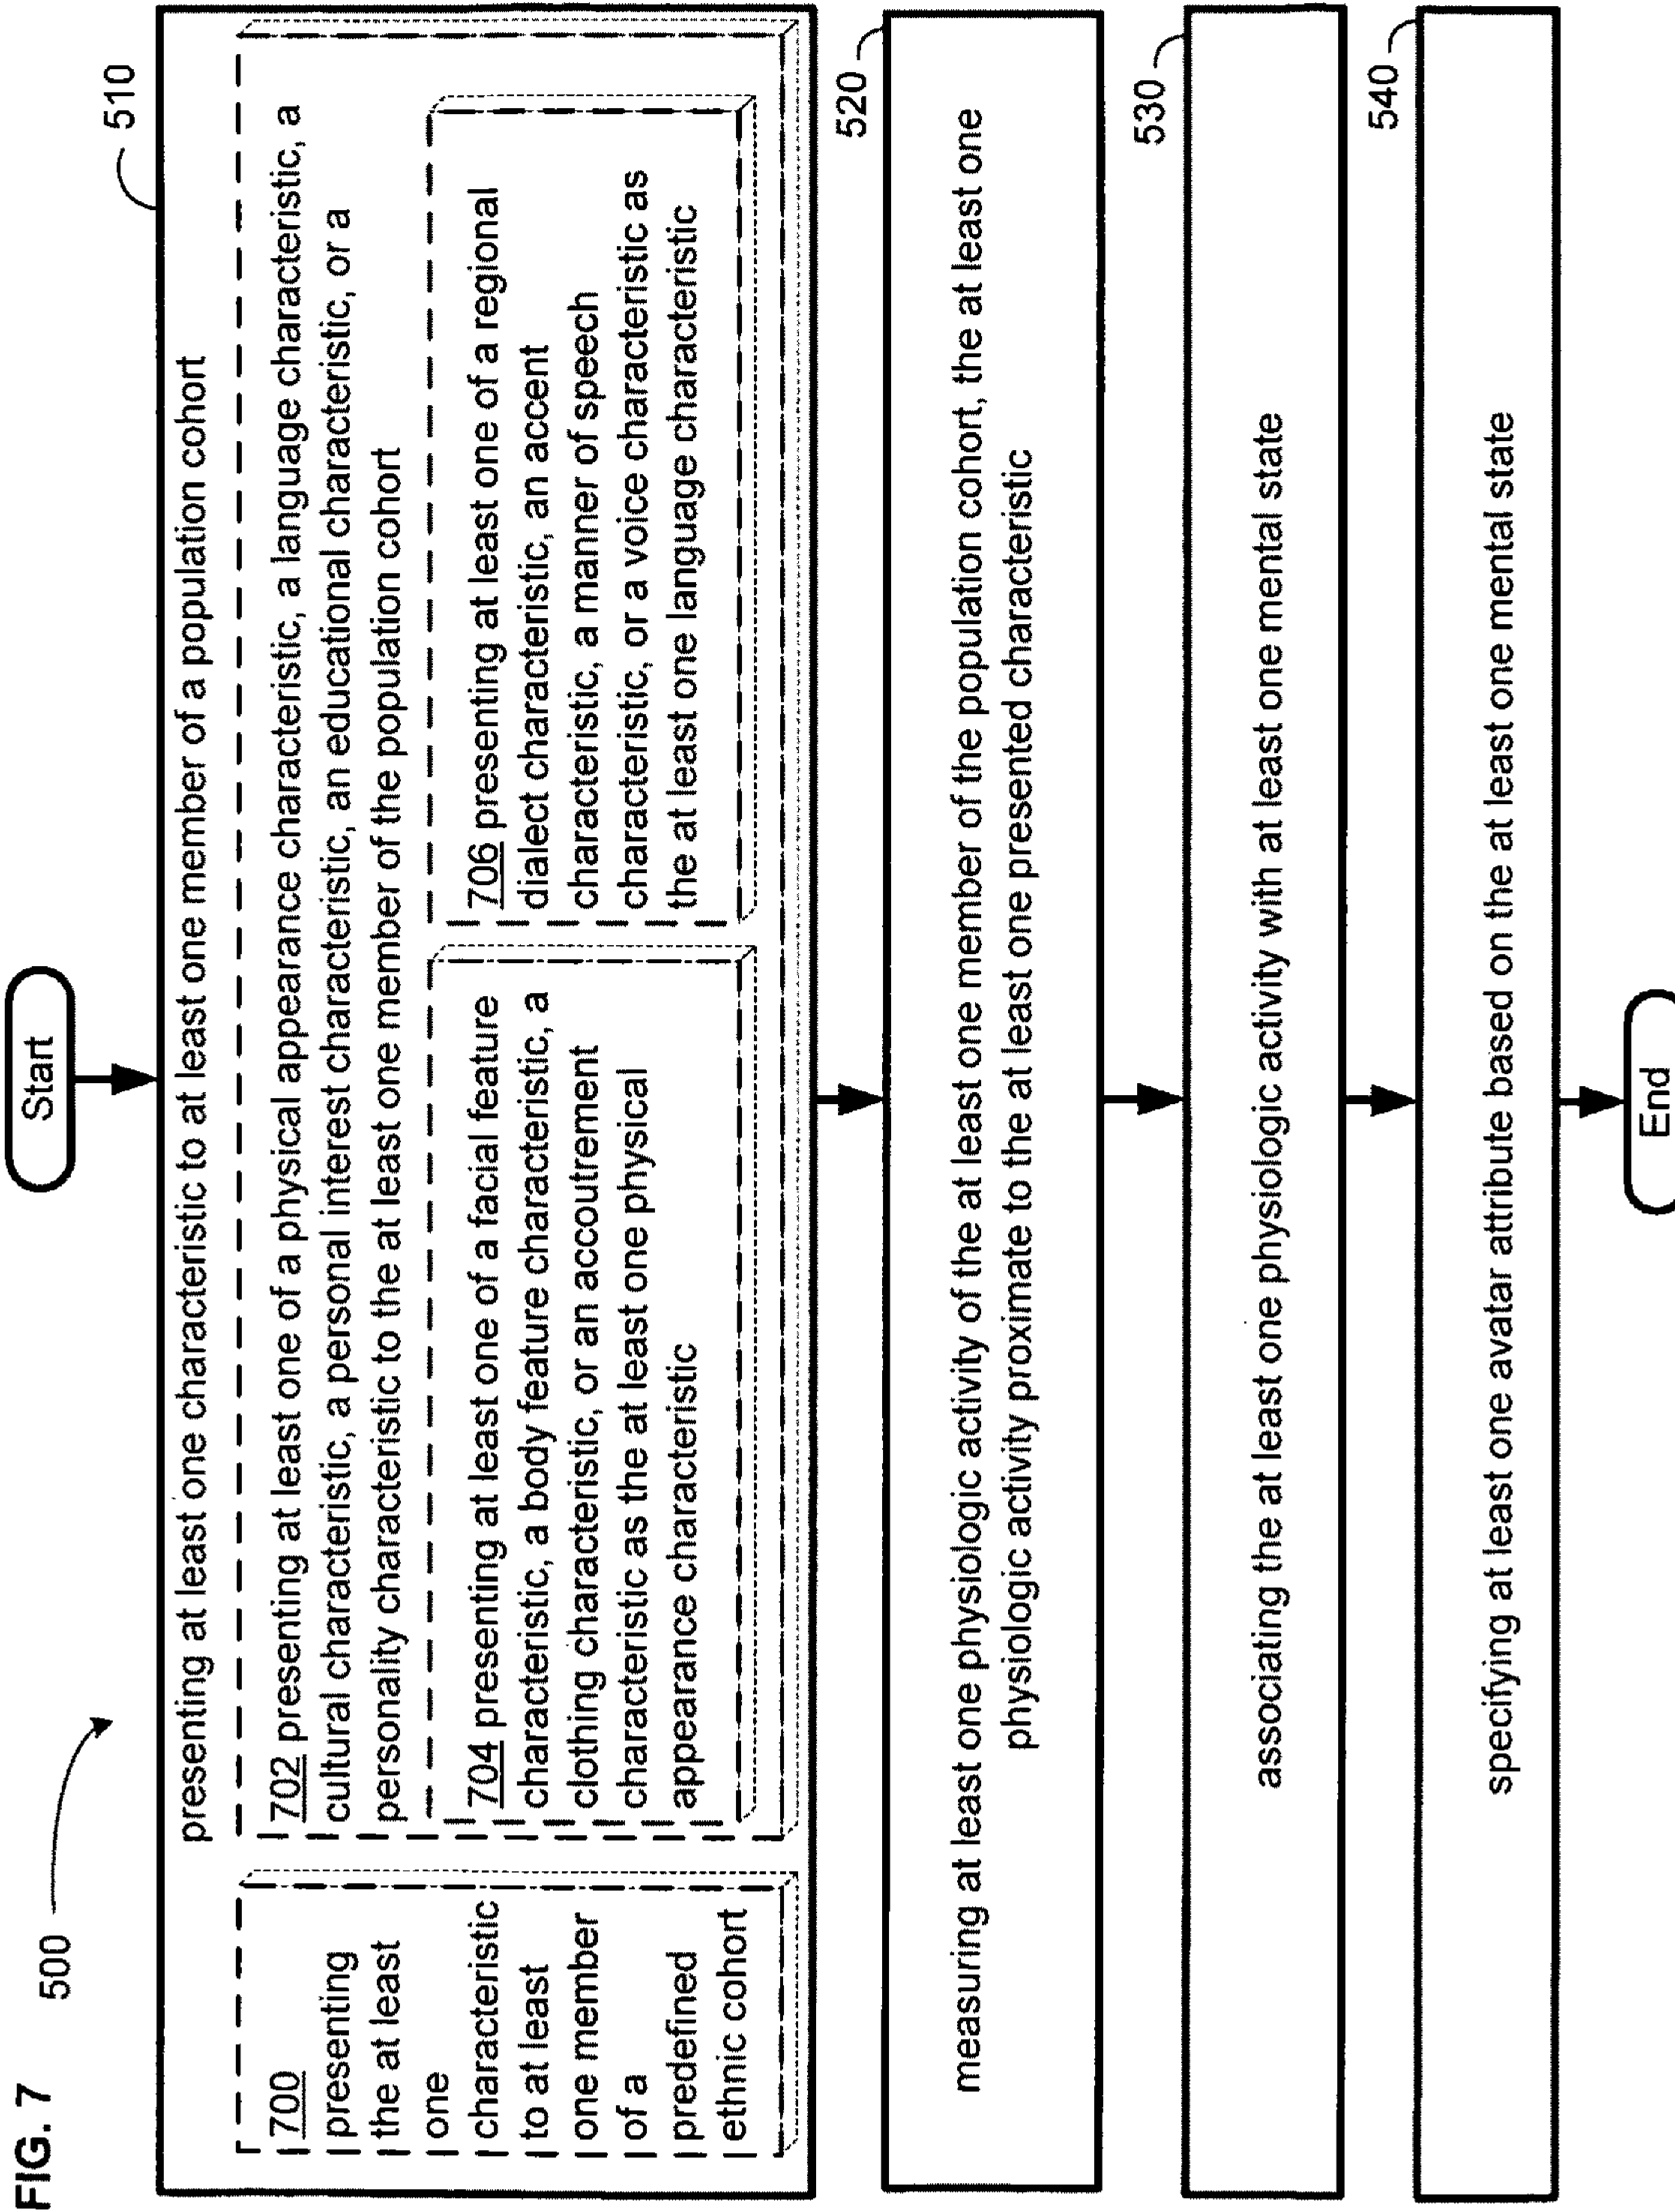 FIG. 7
500
Start
510
presenting at least one characteristic to at least one member of a population cohort
700
presenting
the at least
one
characteristic
to at least
one member
of a
predefined
ethnic cohort
702 presenting at least one of a physical appearance characteristic, a language characteristic, a
cultural characteristic, a personal interest characteristic, an educational characteristic, or a
personality characteristic to the at least one member of the population cohort
704 presenting at least one of a facial feature
characteristic, a body feature characteristic, a
clothing characteristic, or an accoutrement
characteristic as the at least one physical
appearance characteristic
706 presenting at least one of a regional
dialect characteristic, an accent
characteristic, a manner of speech
characteristic, or a voice characteristic as
the at least one language characteristic
520
measuring at least one physiologic activity of the at least one member of the population cohort, the at least one
physiologic activity proximate to the at least one presented characteristic
530
associating the at least one physiologic activity with at least one mental state
540
specifying at least one avatar attribute based on the at least one mental state
End